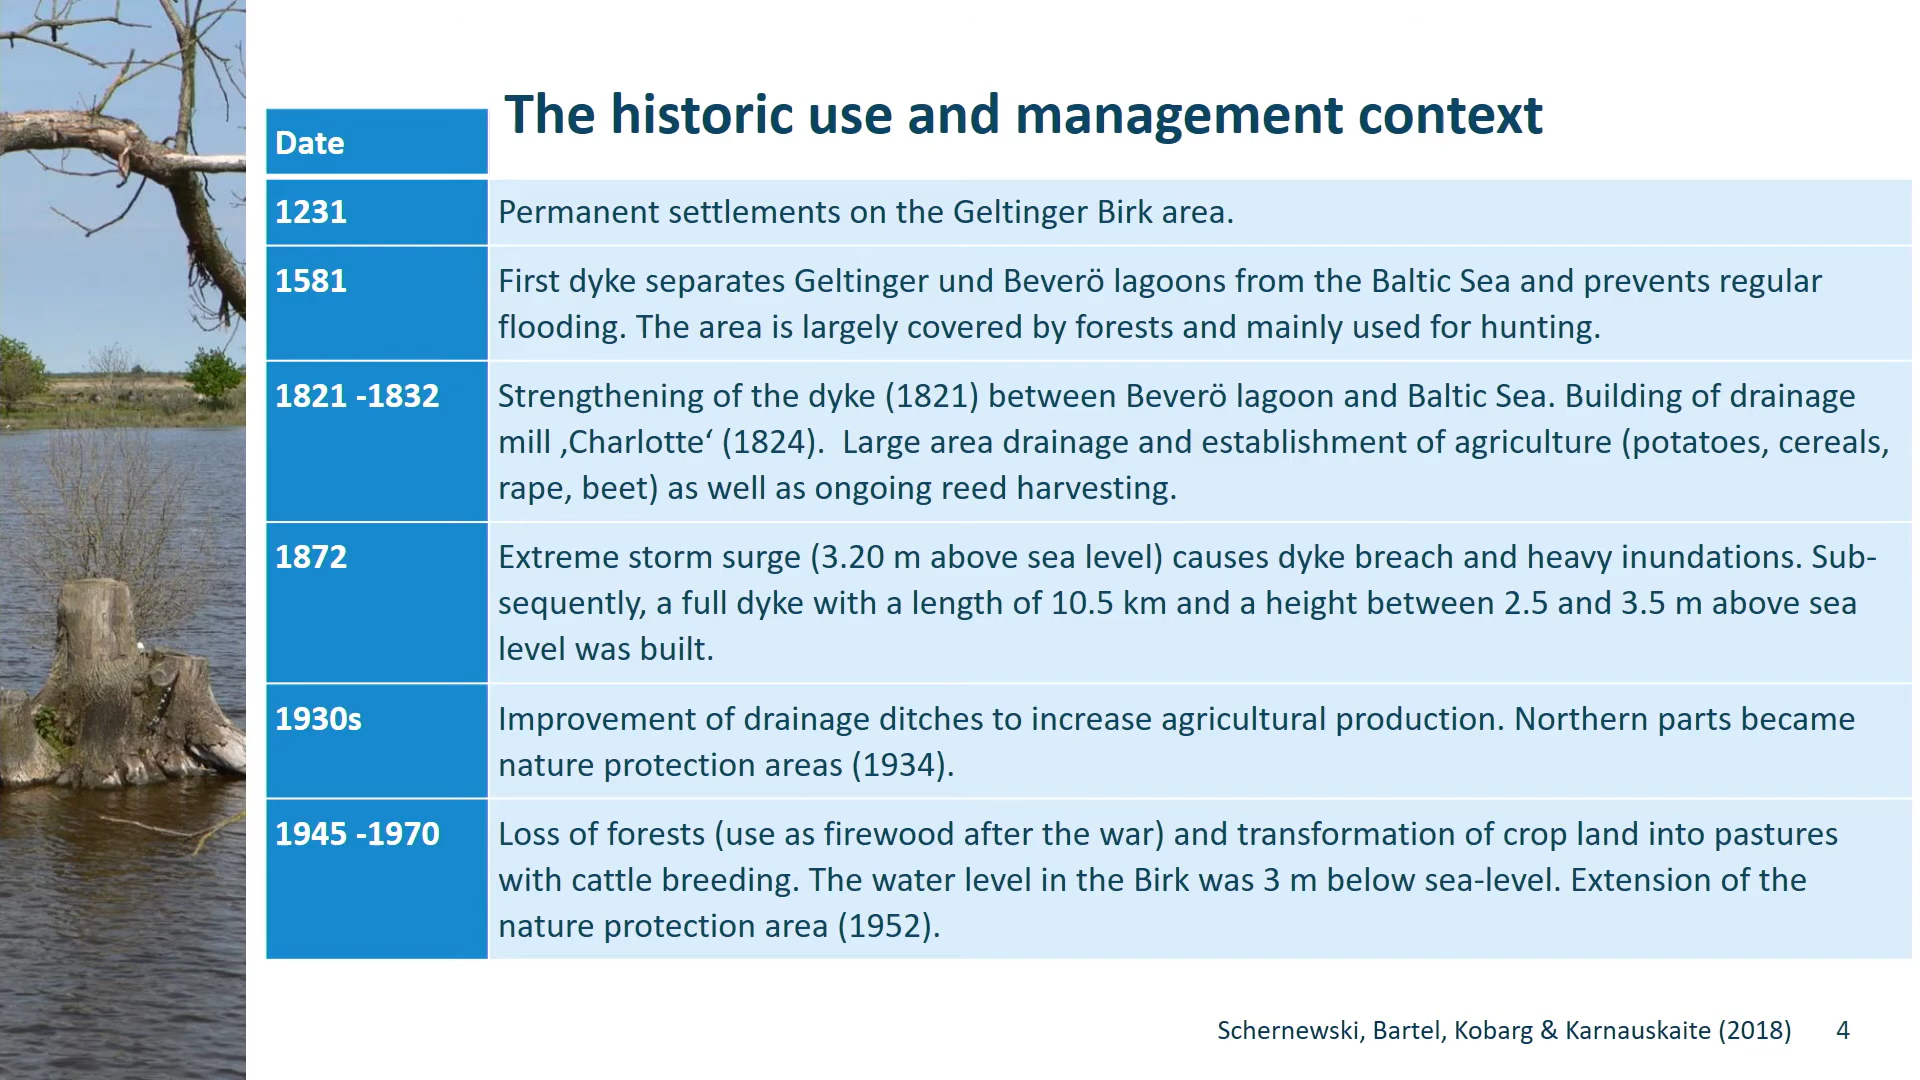 The historic use and management context
Date
1231
Permanent settlements on the Geltinger Birk area.
1581
First dyke separates Geltinger und Beverö lagoons from the Baltic Sea and prevents regular
flooding. The area is largely covered by forests and mainly used for hunting.
1821 -1832
Strengthening of the dyke (1821) between Beverö lagoon and Baltic Sea. Building of drainage
mill ‚Charlotte‘ (1824).  Large area drainage and establishment of agriculture (potatoes, cereals,
rape, beet) as well as ongoing reed harvesting.
1872
Extreme storm surge (3.20 m above sea level) causes dyke breach and heavy inundations. Sub-
sequently, a full dyke with a length of 10.5 km and a height between 2.5 and 3.5 m above sea
level was built.
1930s
Improvement of drainage ditches to increase agricultural production. Northern parts became
nature protection areas (1934).
1945 -1970
Loss of forests (use as firewood after the war) and transformation of crop land into pastures
with cattle breeding. The water level in the Birk was 3 m below sea-level. Extension of the
nature protection area (1952).
Schernewski, Bartel, Kobarg & Karnauskaite (2018)
4